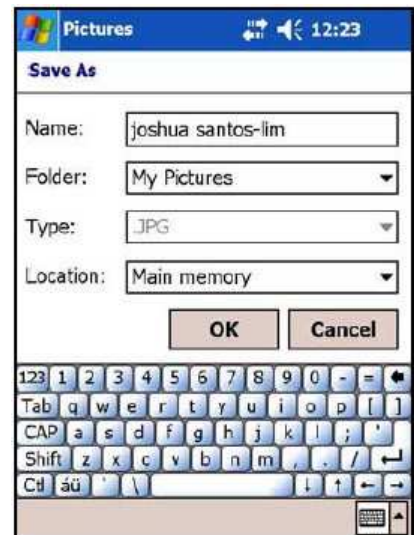 Pictures 12:23
Save As
Name: joshua santos-lim
Folder: My Pictures
Type: JPG
Location: Main memory
OK Cancel
123 1 2 3 4 5 6 7 8 9 0 - =
Tab q w e r t y u i o p [ ]
CAP a s d f g h j k l ; '
Shift z x c v b n m , . /
Ctl áü ` \